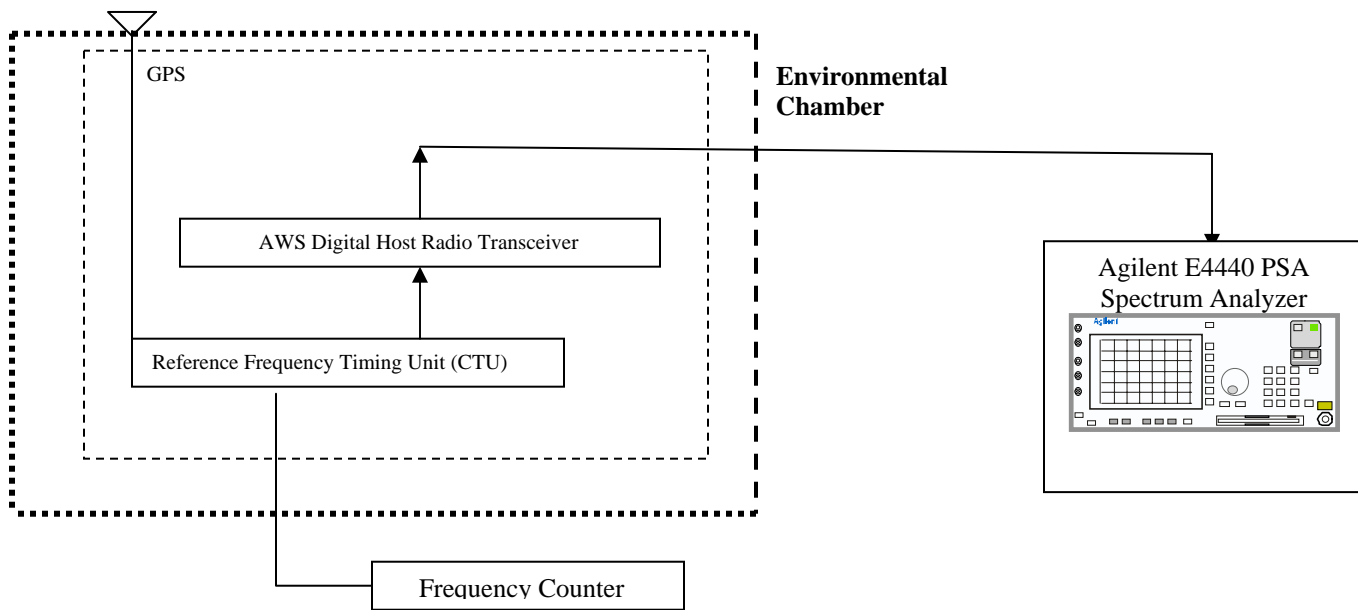 GPS
Environmental
Chamber
AWS Digital Host Radio Transceiver
Agilent E4440 PSA
Spectrum Analyzer
Agilent
Reference Frequency Timing Unit (CTU)
Frequency Counter